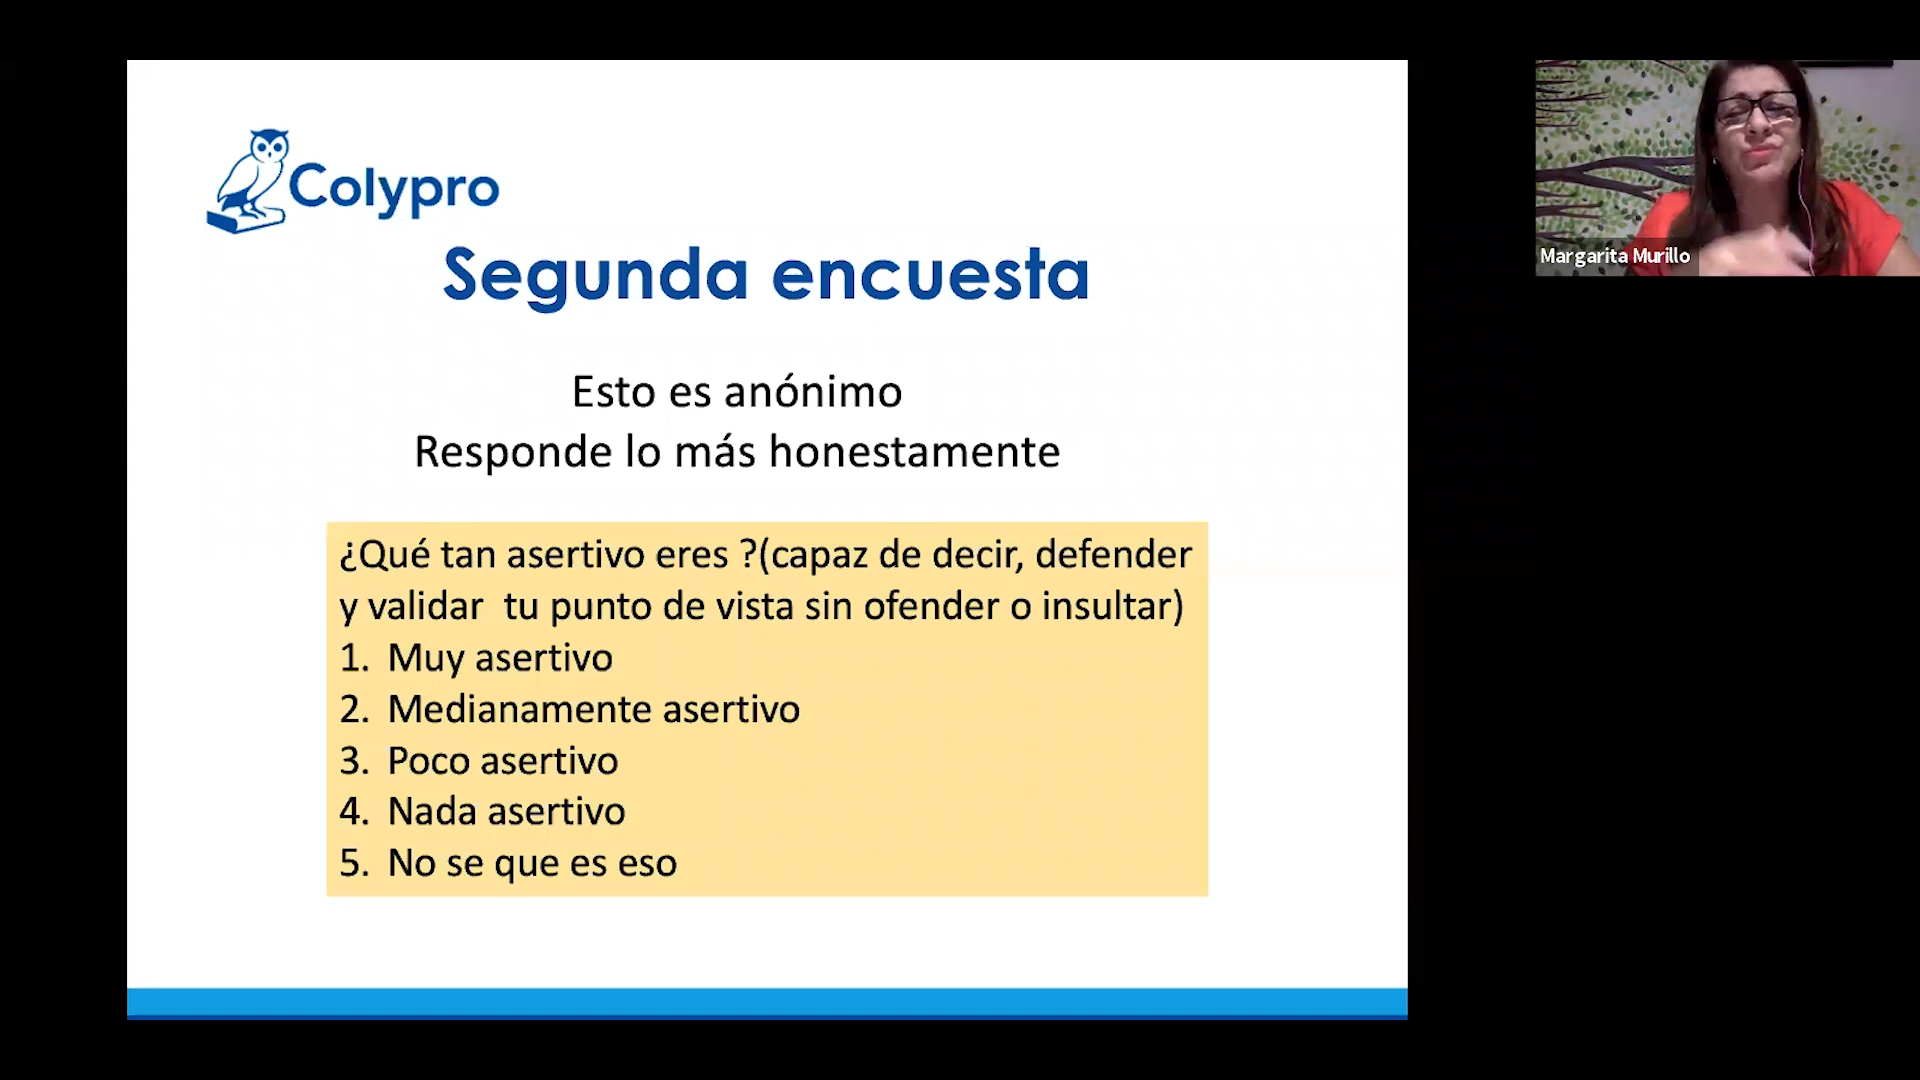 Colypro
Segunda encuesta
Esto es anónimo
Responde lo más honestamente
¿Qué tan asertivo eres ?(capaz de decir, defender
y validar  tu punto de vista sin ofender o insultar)
1. Muy asertivo
2. Medianamente asertivo
3. Poco asertivo
4. Nada asertivo
5. No se que es eso
Margarita Murillo